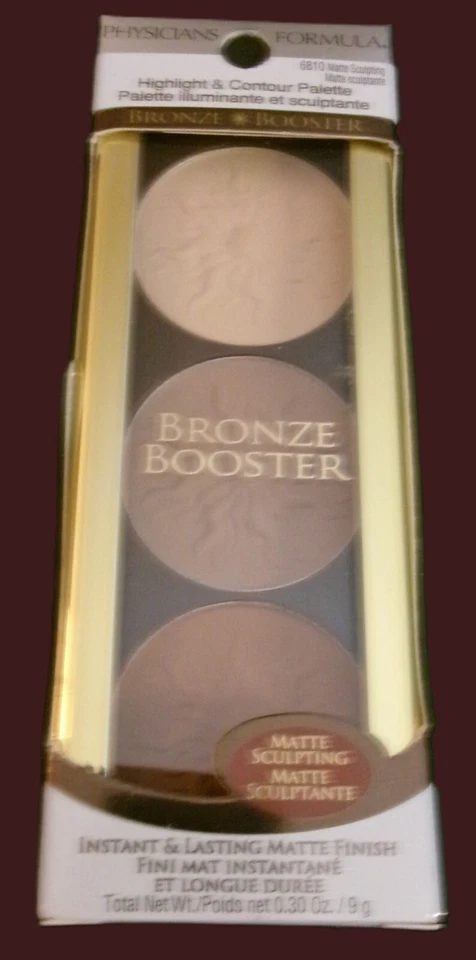 PHYSICIANS FORMULA
6810 Matte Sculpting
Matte sculptante
Highlight & Contour Palette
Palette illuminante et sculptante
BRONZE BOOSTER
BRONZE
BOOSTER
MATTE
SCULPTING
MATTE
SCULPTANTE
INSTANT & LASTING MATTE FINISH
FINI MAT INSTANTANÉ
ET LONGUE DURÉE
Total Net Wt./Poids net 0.30 Oz. / 9 g